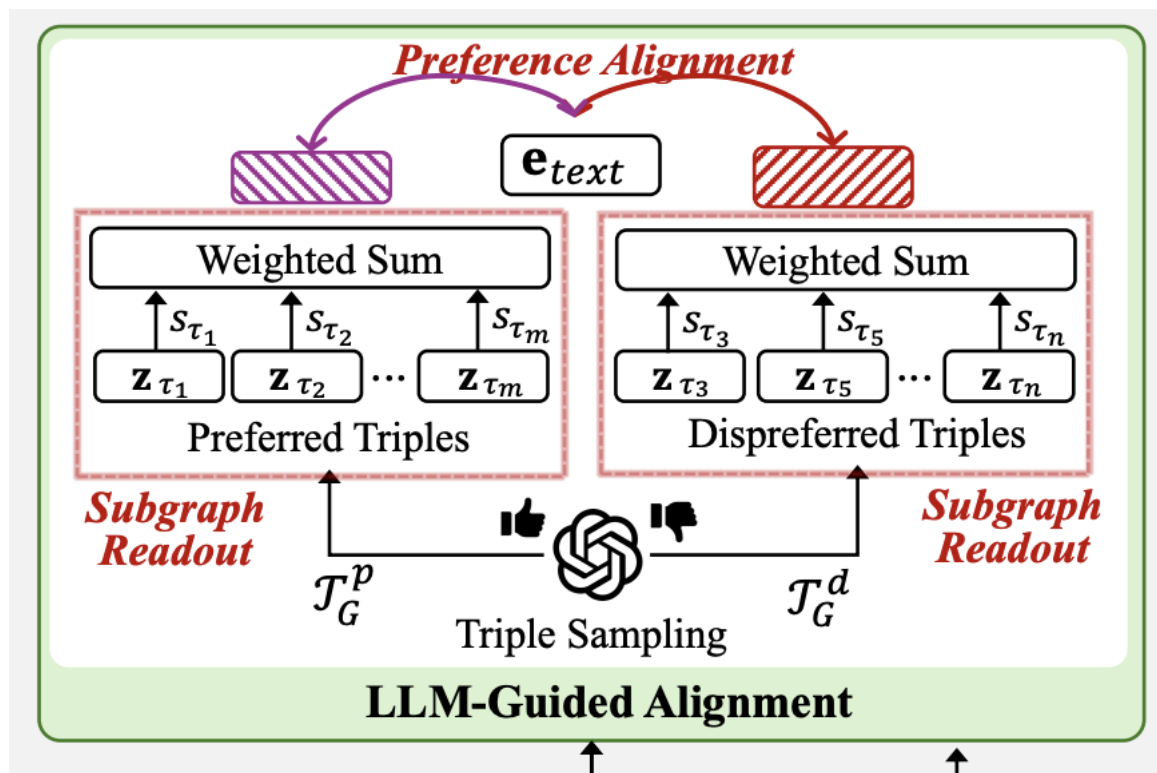 Preference Alignment
𝐞_text
Weighted Sum
Weighted Sum
s_τ₁ s_τ₂ s_τₘ
s_τ₃ s_τ₅ s_τₙ
𝐳_τ₁ 𝐳_τ₂ ... 𝐳_τₘ
𝐳_τ₃ 𝐳_τ₅ ... 𝐳_τₙ
Preferred Triples
Dispreferred Triples
Subgraph
Readout
Subgraph
Readout
𝒯_G^p
𝒯_G^d
Triple Sampling
LLM-Guided Alignment